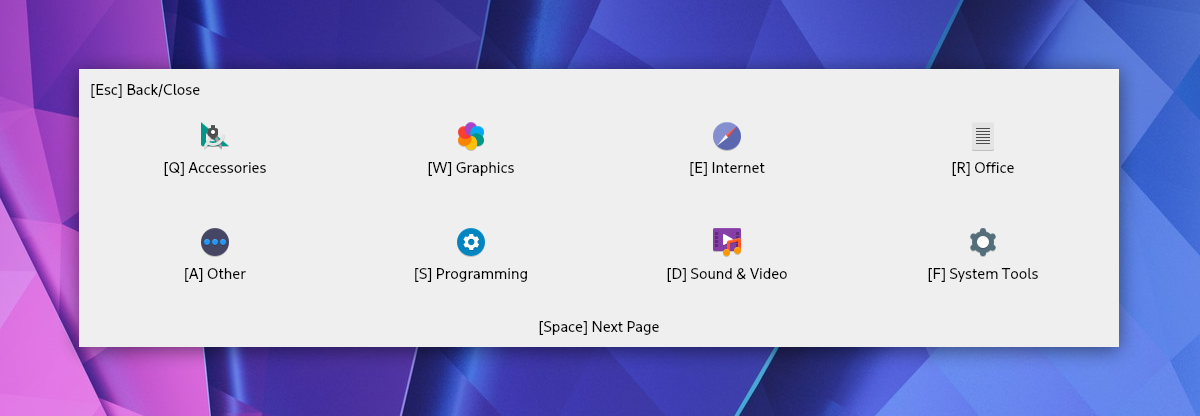 [Esc] Back/Close
[Q] Accessories
[W] Graphics
[E] Internet
[R] Office
[A] Other
[S] Programming
[D] Sound & Video
[F] System Tools
[Space] Next Page